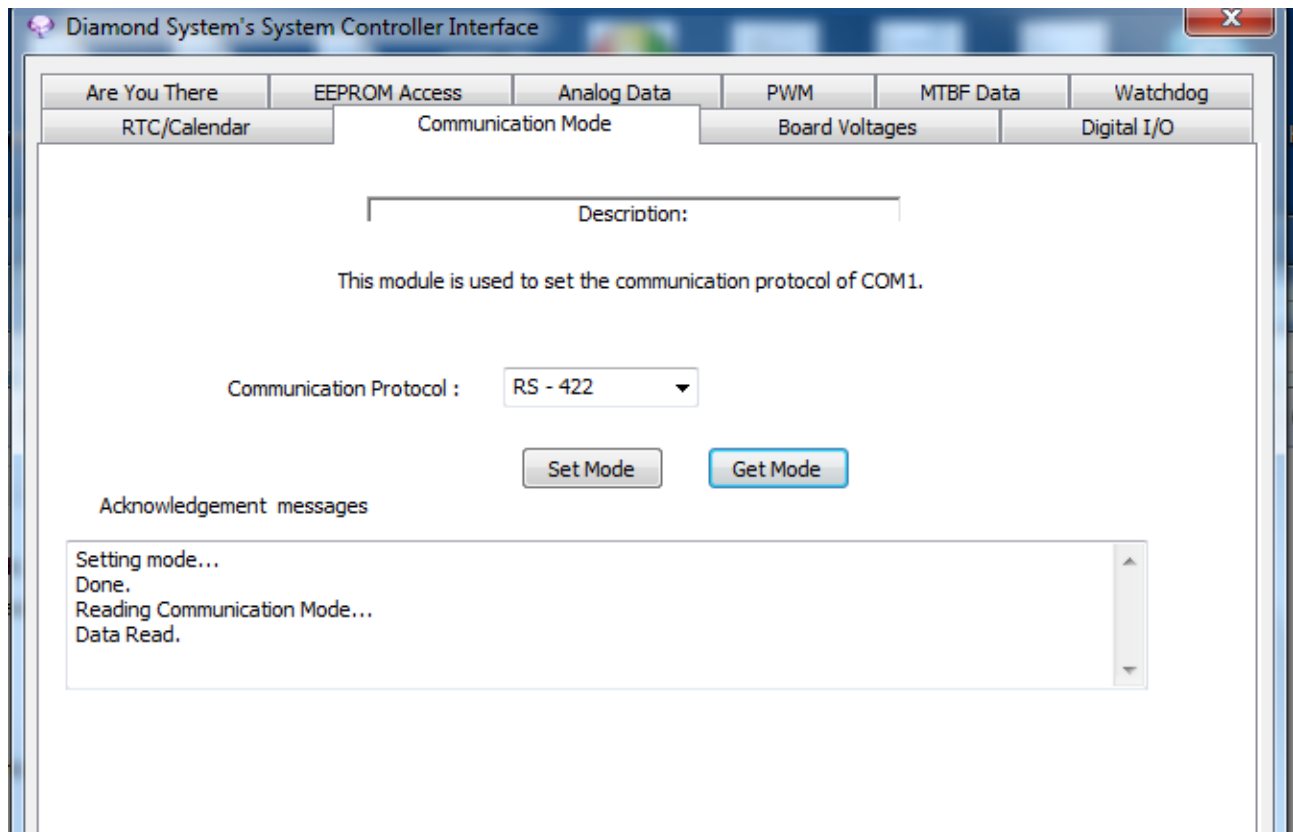 Diamond System's System Controller Interface
x
Are You There EEPROM Access Analog Data PWM MTBF Data Watchdog
RTC/Calendar Communication Mode Board Voltages Digital I/O
Description:
This module is used to set the communication protocol of COM1.
Communication Protocol : RS - 422
Set Mode Get Mode
Acknowledgement messages
Setting mode...
Done.
Reading Communication Mode...
Data Read.